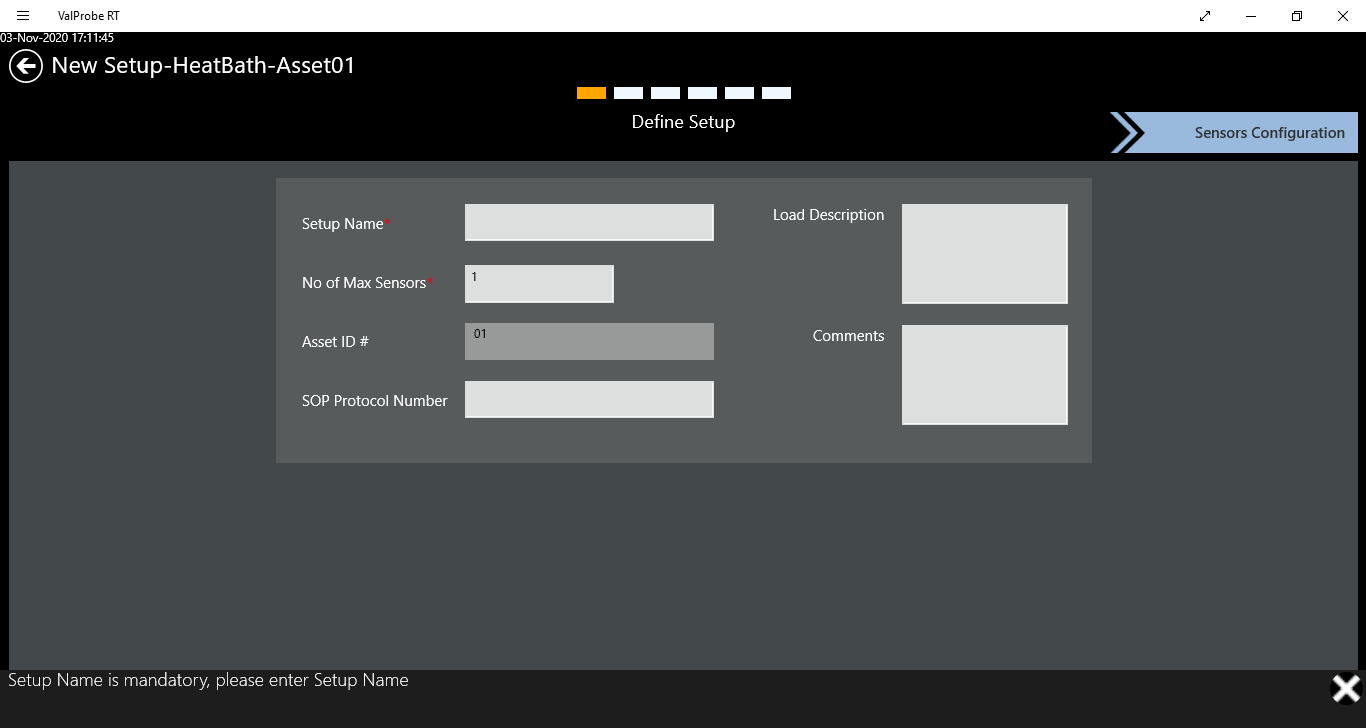 ValProbe RT
03-Nov-2020 17:11:45
New Setup-HeatBath-Asset01
Define Setup
Sensors Configuration
Setup Name*
Load Description
No of Max Sensors*
1
Asset ID #
01
Comments
SOP Protocol Number
Setup Name is mandatory, please enter Setup Name